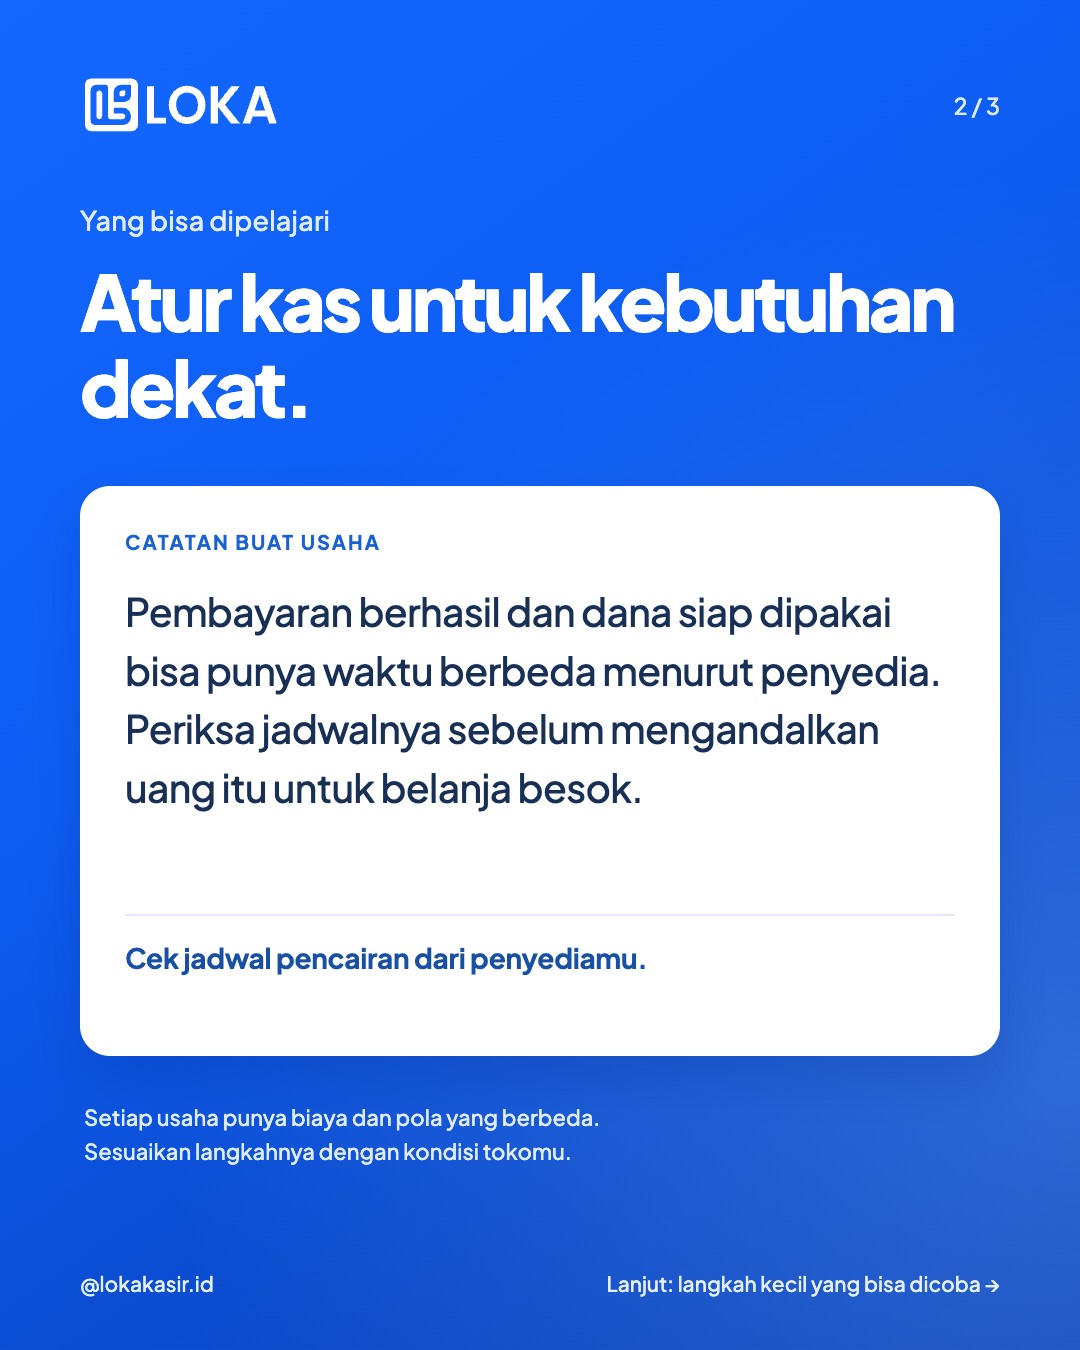 LOKA
2 / 3
Yang bisa dipelajari
Atur kas untuk kebutuhan
dekat.
CATATAN BUAT USAHA
Pembayaran berhasil dan dana siap dipakai
bisa punya waktu berbeda menurut penyedia.
Periksa jadwalnya sebelum mengandalkan
uang itu untuk belanja besok.
Cek jadwal pencairan dari penyediamu.
Setiap usaha punya biaya dan pola yang berbeda.
Sesuaikan langkahnya dengan kondisi tokomu.
@lokakasir.id
Lanjut: langkah kecil yang bisa dicoba →